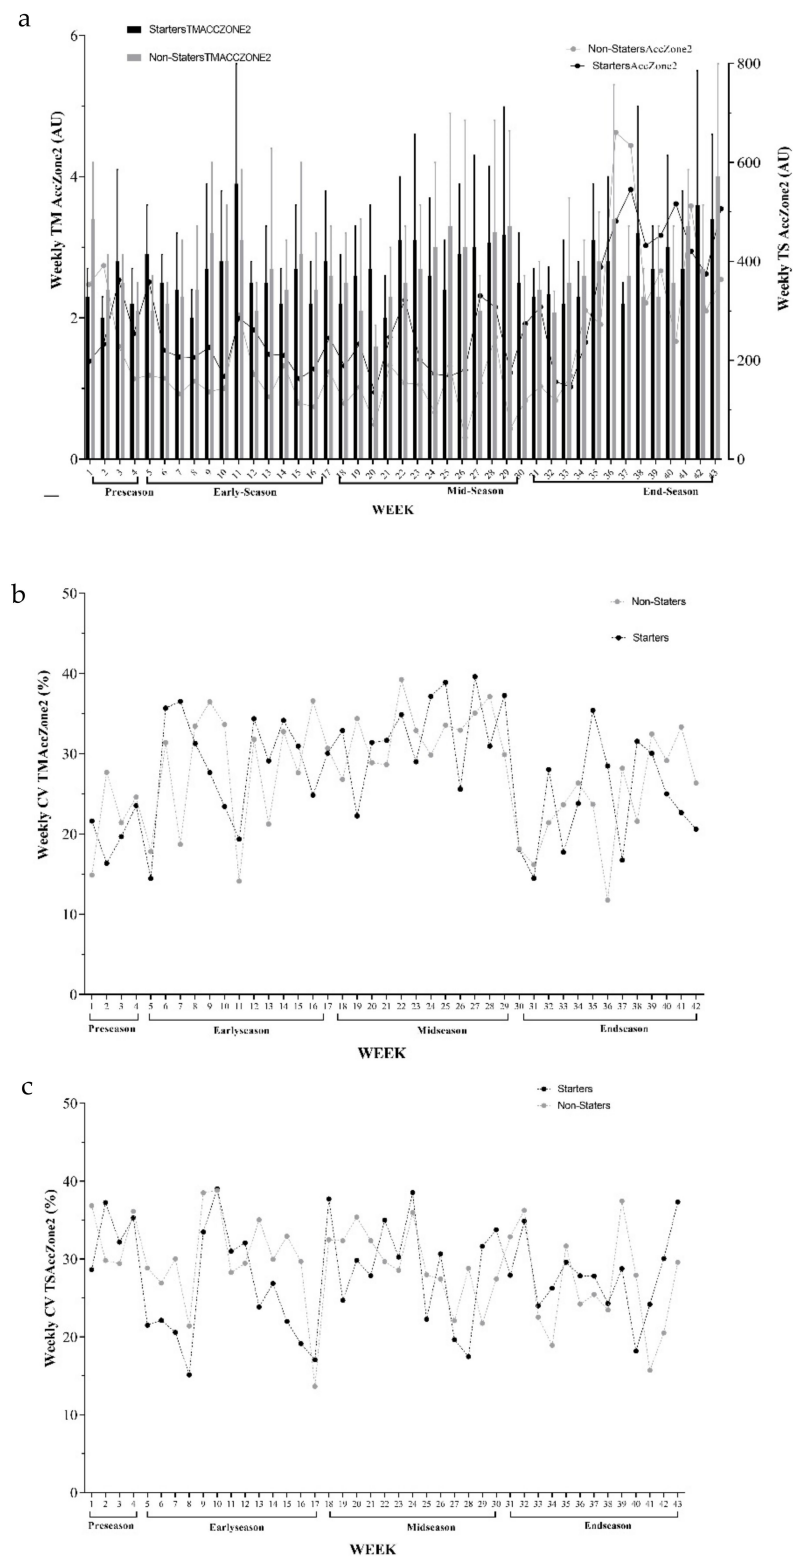 a
StartersTMACCZONE2
Non-StatersTMACCZONE2
Non-StatersAccZone2
StartersAccZone2
Weekly TM AccZone2 (AU)
Weekly TS AccZone2 (AU)
6
4
2
0
800
600
400
200
0
1 2 3 4 5 6 7 8 9 10 11 12 13 14 15 16 17 18 19 20 21 22 23 24 25 26 27 28 29 30 31 32 33 34 35 36 37 38 39 40 41 42 43
Preseason Early-Season Mid-Season End-Season
WEEK
b
Non-Staters
Starters
Weekly CV TMAccZone2 (%)
50
40
30
20
10
0
1 2 3 4 5 6 7 8 9 10 11 12 13 14 15 16 17 18 19 20 21 22 23 24 25 26 27 28 29 30 31 32 33 34 35 36 37 38 39 40 41 42
Preseason Earlyseason Midseason Endseason
WEEK
c
Starters
Non-Staters
Weekly CV TSAccZone2 (%)
50
40
30
20
10
0
1 2 3 4 5 6 7 8 9 10 11 12 13 14 15 16 17 18 19 20 21 22 23 24 25 26 27 28 29 30 31 32 33 34 35 36 37 38 39 40 41 42 43
Preseason Earlyseason Midseason Endseason
WEEK